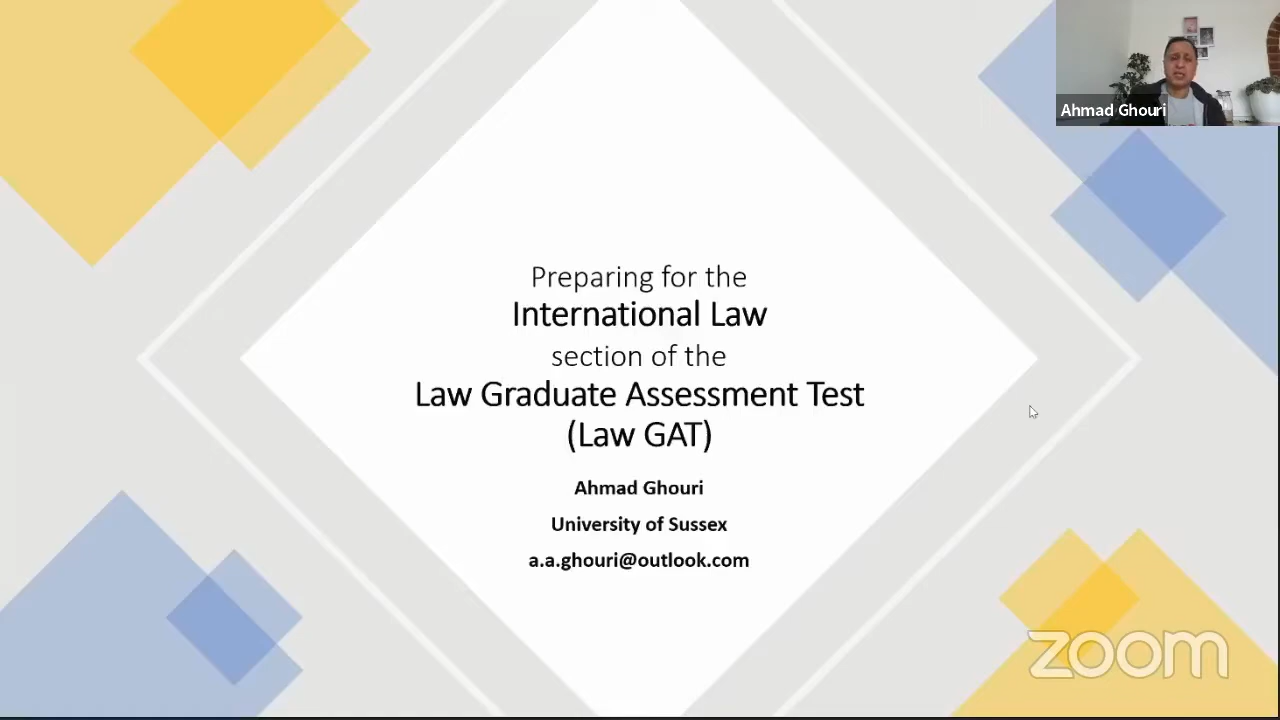 Ahmad Ghouri
Preparing for the
International Law
section of the
Law Graduate Assessment Test
(Law GAT)
Ahmad Ghouri
University of Sussex
a.a.ghouri@outlook.com
zoom